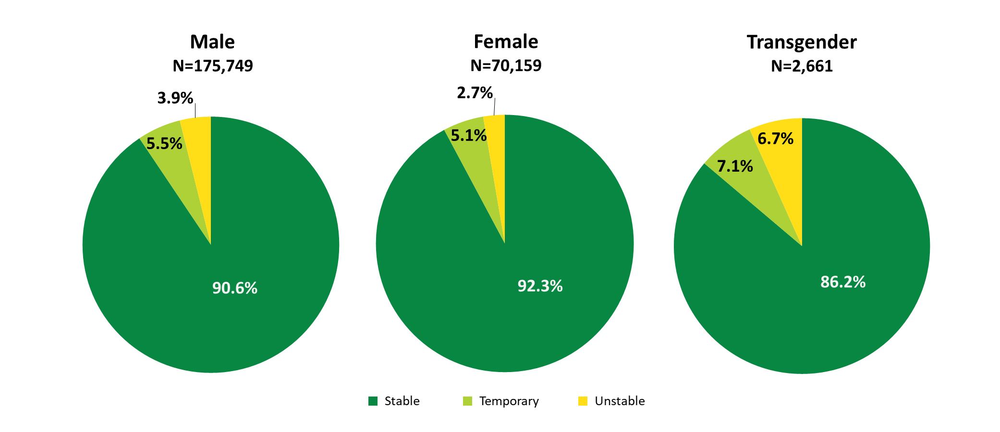 Male
N=175,749
3.9%
5.5%
90.6%
Female
N=70,159
2.7%
5.1%
92.3%
Transgender
N=2,661
6.7%
7.1%
86.2%
Stable
Temporary
Unstable